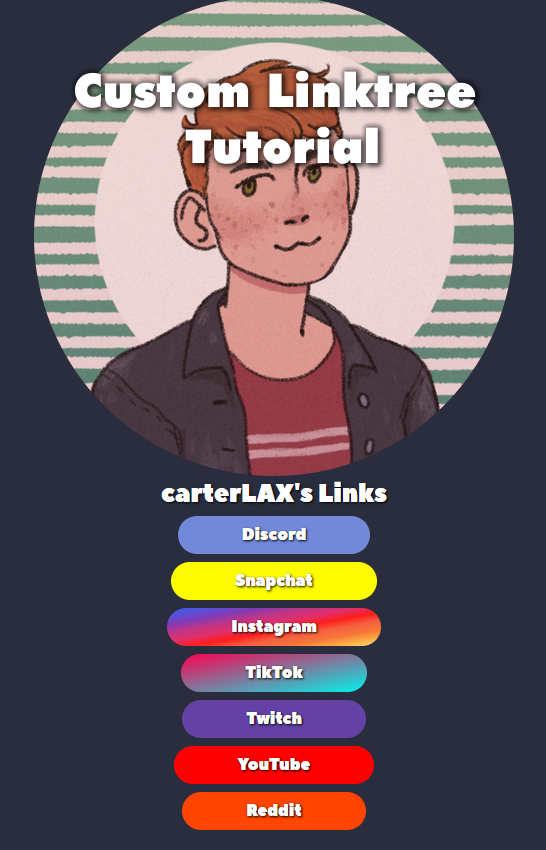 Custom Linktree
Tutorial
carterLAX's Links
Discord
Snapchat
Instagram
TikTok
Twitch
YouTube
Reddit